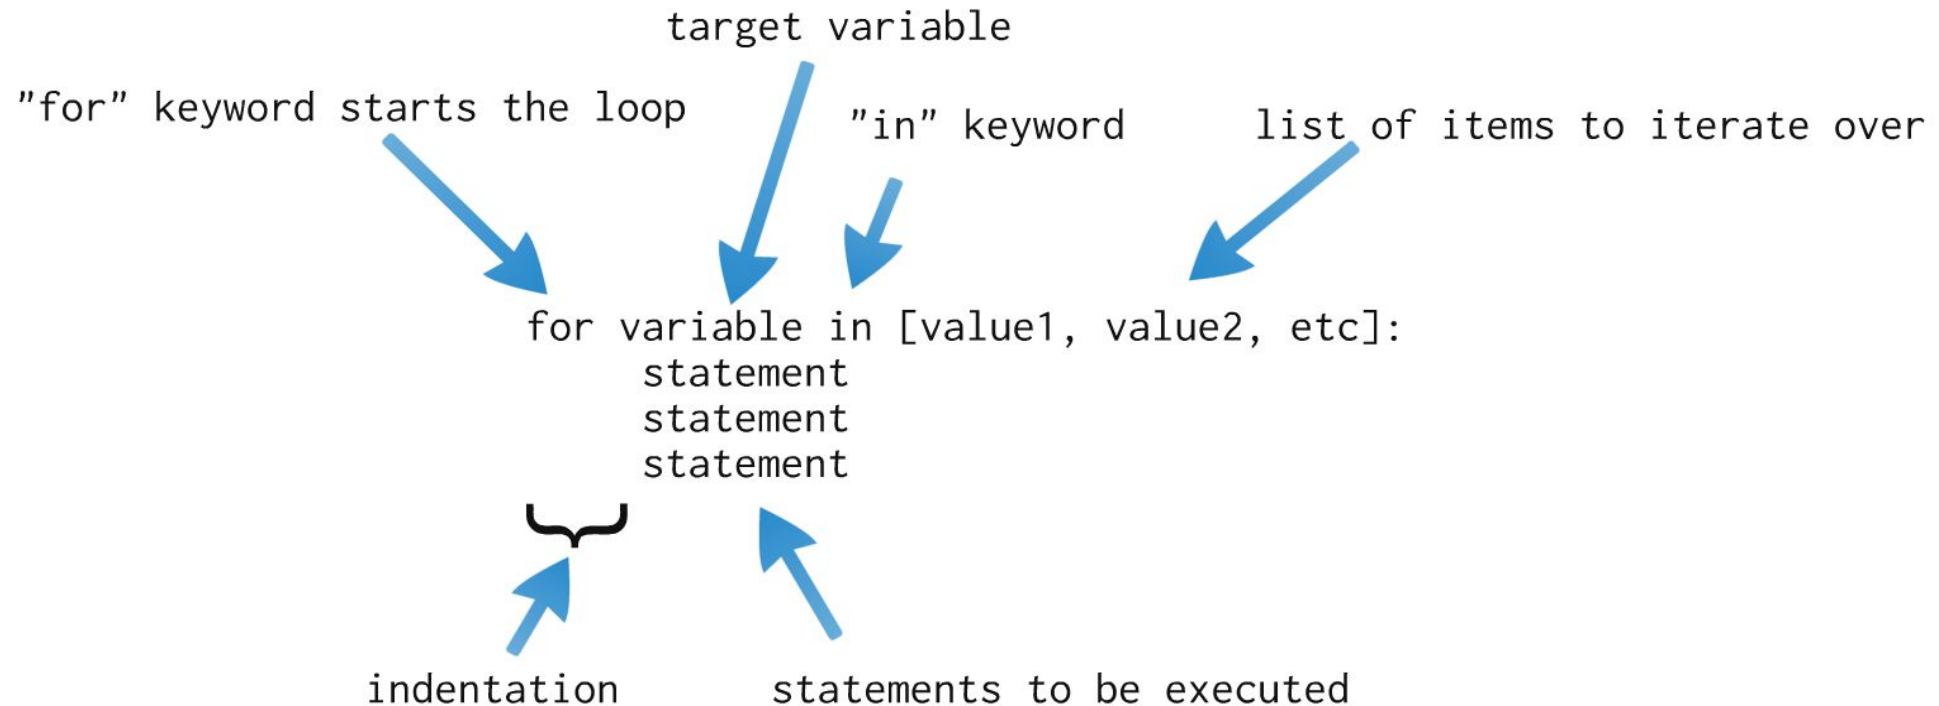 target variable
"for" keyword starts the loop
"in" keyword
list of items to iterate over
for variable in [value1, value2, etc]:
statement
statement
statement
indentation
statements to be executed